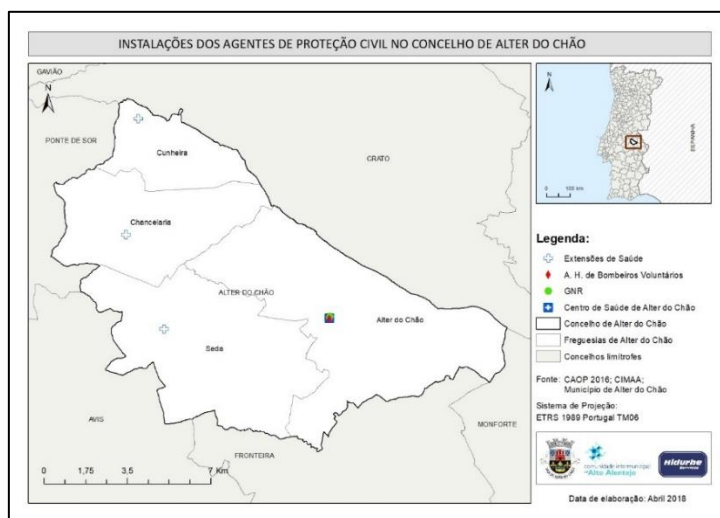 INSTALAÇÕES DOS AGENTES DE PROTEÇÃO CIVIL NO CONCELHO DE ALTER DO CHÃO
GAVIÃO
N
PONTE DE SOR
Cunheira
CRATO
Chancelaria
ALTER DO CHÃO
Alter do Chão
Seda
AVIS
MONFORTE
FRONTEIRA
0 1,75 3,5 7 Km
N
ESPANHA
0 100 km
Legenda:
Extensões de Saúde
A. H. de Bombeiros Voluntários
GNR
Centro de Saúde de Alter do Chão
Concelho de Alter do Chão
Freguesias de Alter do Chão
Concelhos limítrofes
Fonte: CAOP 2016; CIMAA;
Município de Alter do Chão
Sistema de Projeção:
ETRS 1989 Portugal TM06
comunidade intermunicipal
do Alto Alentejo
Hidurbe
Data de elaboração: Abril 2018